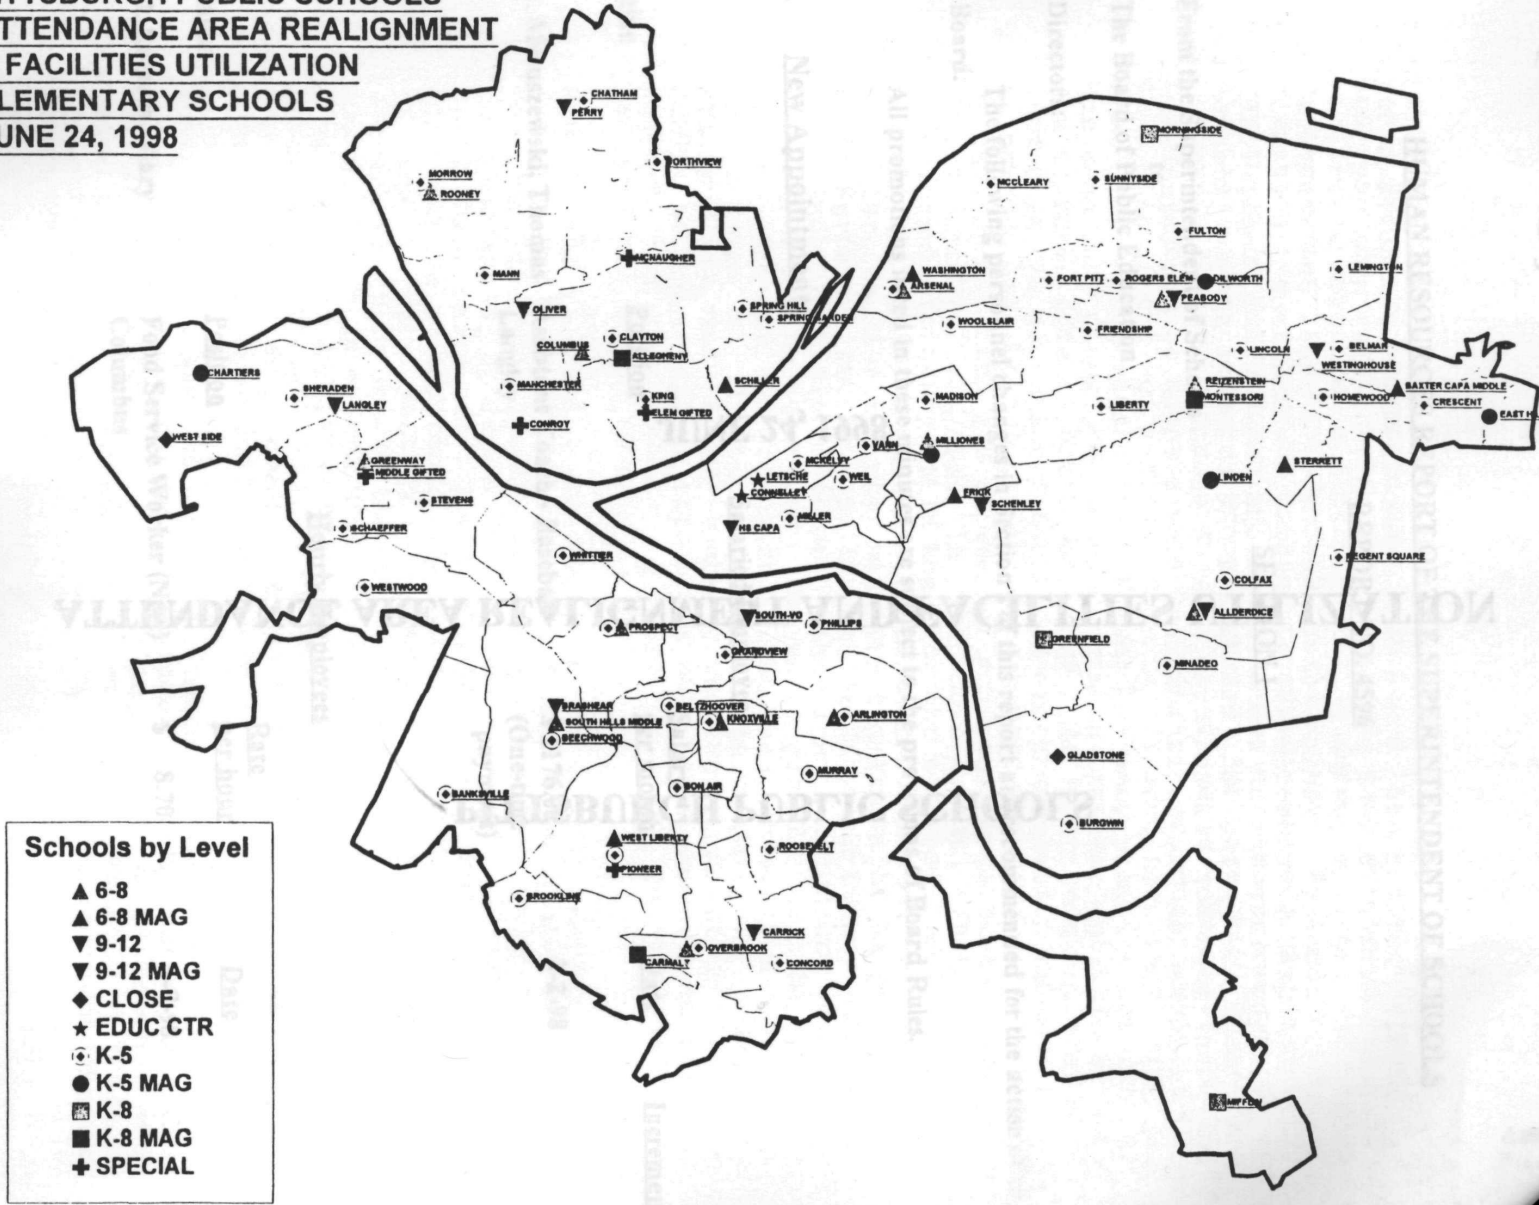 TTSBURGH PUBLIC SCHOOLS
TTENDANCE AREA REALIGNMENT
FACILITIES UTILIZATION
LEMENTARY SCHOOLS
UNE 24, 1998
CHATHAM
PERRY
ORTHVIEW
MORROW
ROONEY
MCNAUGHER
MANN
OLIVER
SPRING HILL
SPRING GARDEN
CLAYTON
COLUMBUS
ALLEGHENY
MANCHESTER
SCHILLER
KING
ELEM GIFTED
CONROY
MORNINGSIDE
MCCLEARY
SUNNYSIDE
FULTON
WASHINGTON
ARSENAL
FORT PITT
ROGERS ELEM
DILWORTH
LEMINGTON
PEABODY
WOOLSLAIR
FRIENDSHIP
LINCOLN
BELMAR
WESTINGHOUSE
REIZENSTEIN
BAXTER CAPA MIDDLE
MONTESSORI
HOMEWOOD
CRESCENT
EAST H
MADISON
LIBERTY
VANN
MILLIONES
MCKELVY
STERRETT
LETSCHE
WEIL
LINDEN
CONNELLEY
SCHENLEY
HS CAPA
MILLER
REGENT SQUARE
COLFAX
ALLDERDICE
GREENFIELD
MINADEO
GLADSTONE
BURGWIN
MIFFLIN
CHARTIERS
SHERADEN
LANGLEY
WEST SIDE
GREENWAY
MIDDLE GIFTED
STEVENS
SCHAEFFER
WHITTIER
WESTWOOD
PROSPECT
SOUTH-VO
PHILLIPS
GRANDVIEW
BRASHEAR
BELTZHOOVER
SOUTH HILLS MIDDLE
KNOXVILLE
ARLINGTON
BEECHWOOD
MURRAY
BANKSVILLE
BON AIR
WEST LIBERTY
ROOSEVELT
PIONEER
BROOKLINE
CARRICK
OVERBROOK
CARMALT
CONCORD
Schools by Level
6-8
6-8 MAG
9-12
9-12 MAG
CLOSE
EDUC CTR
K-5
K-5 MAG
K-8
K-8 MAG
SPECIAL